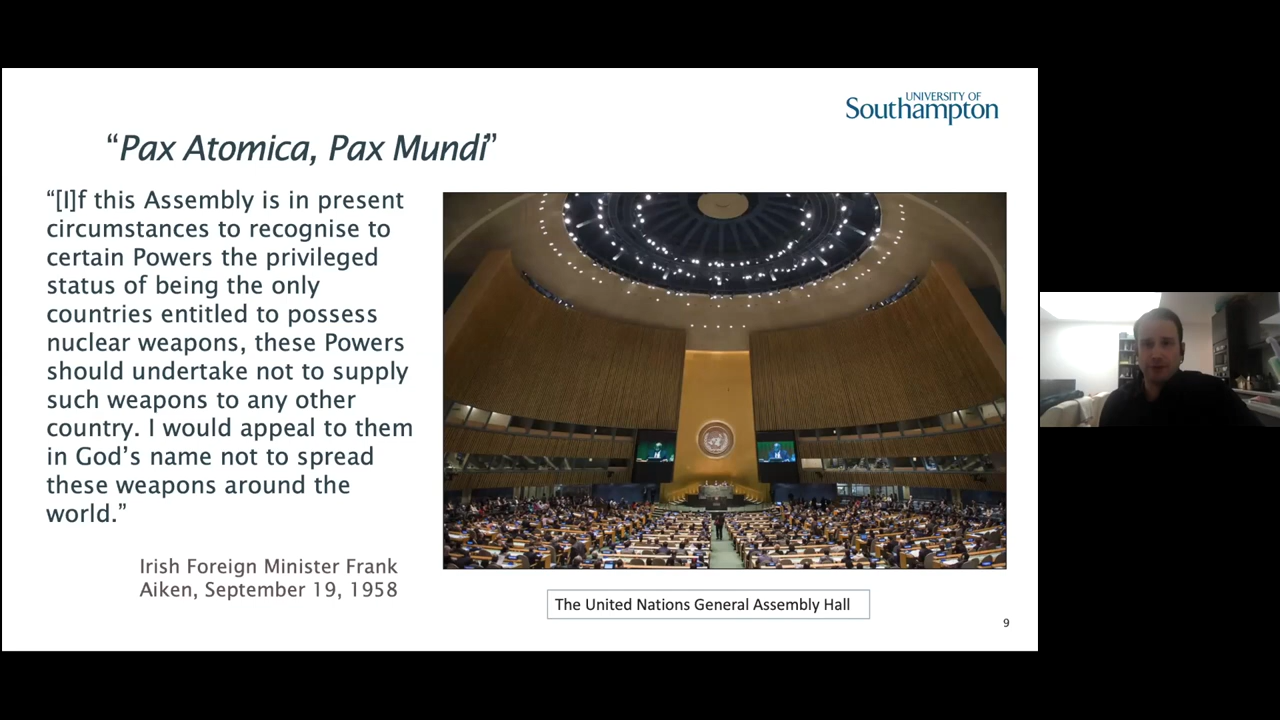 UNIVERSITY OF
Southampton
“Pax Atomica, Pax Mundi”
“[I]f this Assembly is in present
circumstances to recognise to
certain Powers the privileged
status of being the only
countries entitled to possess
nuclear weapons, these Powers
should undertake not to supply
such weapons to any other
country. I would appeal to them
in God’s name not to spread
these weapons around the
world.”
Irish Foreign Minister Frank
Aiken, September 19, 1958
The United Nations General Assembly Hall
9